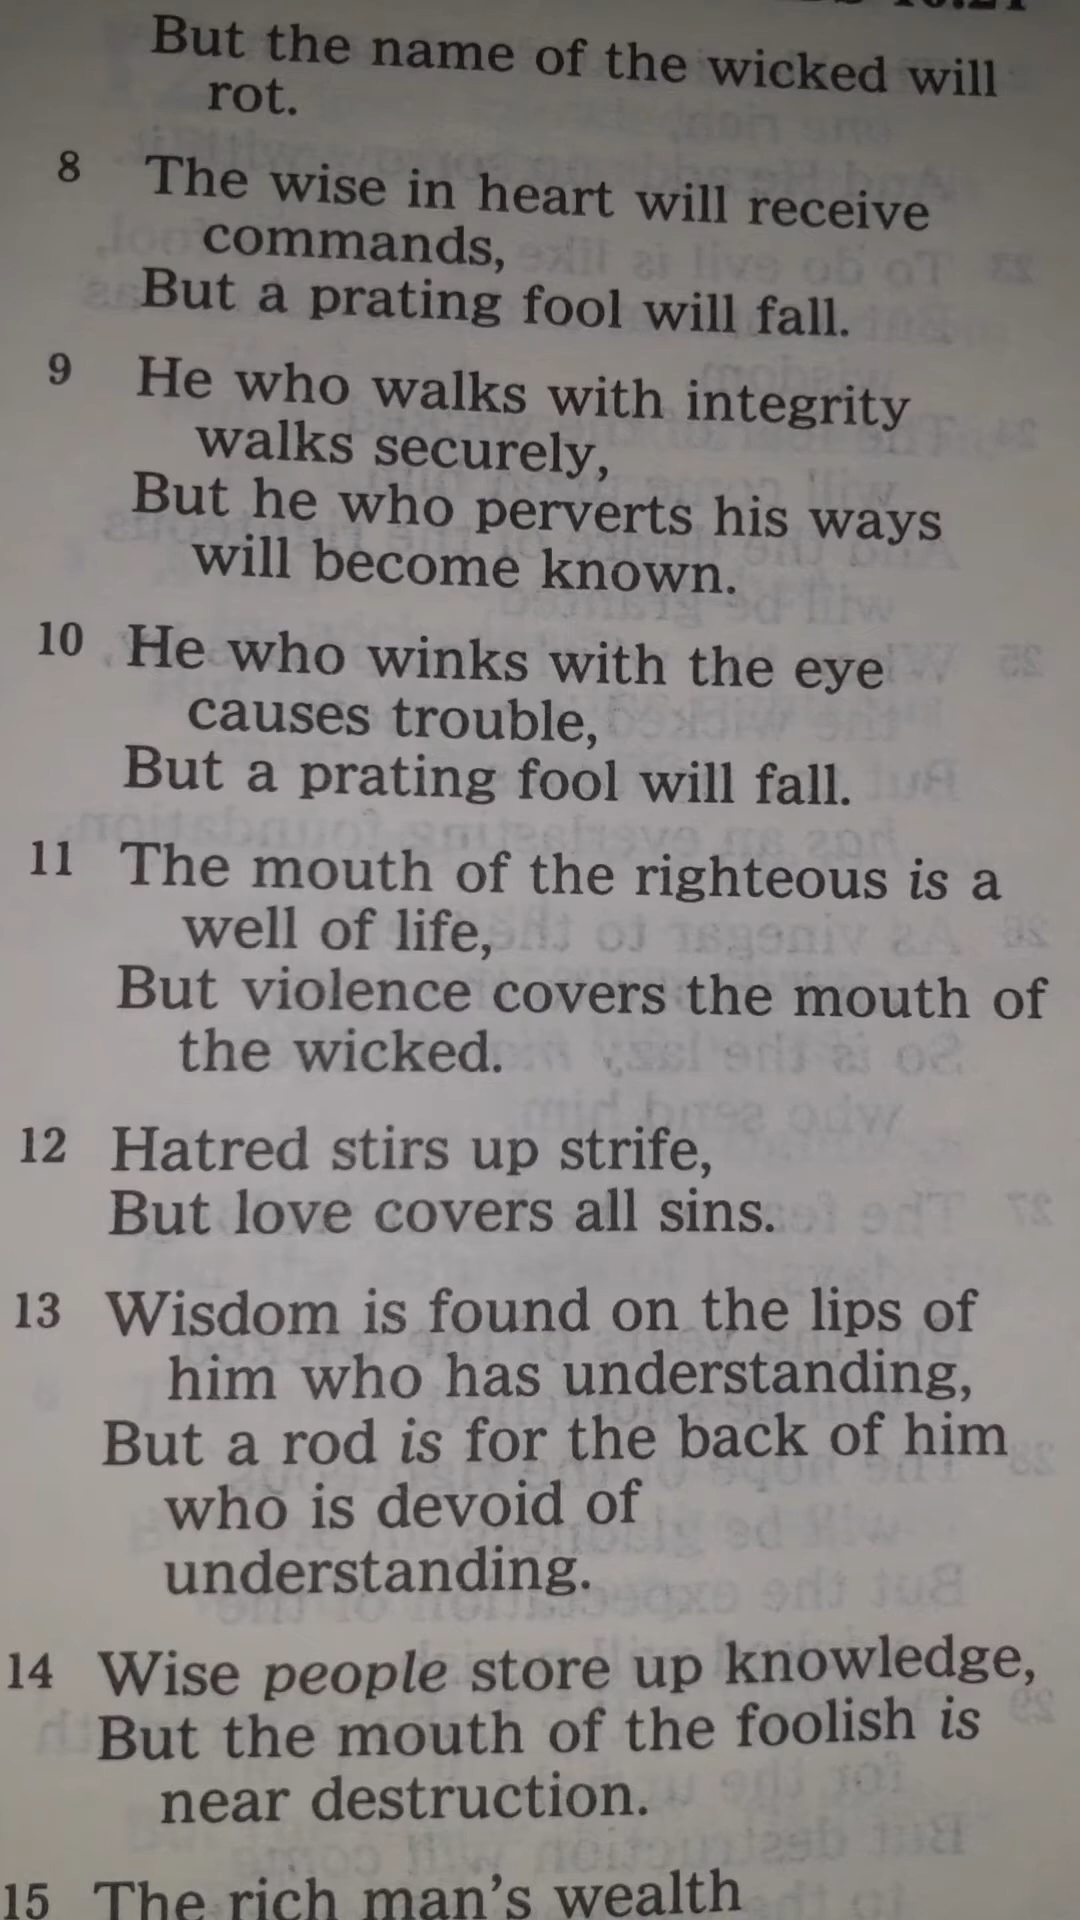 But the name of the wicked will
rot.
8 The wise in heart will receive
commands,
But a prating fool will fall.
9 He who walks with integrity
walks securely,
But he who perverts his ways
will become known.
10 He who winks with the eye
causes trouble,
But a prating fool will fall.
11 The mouth of the righteous is a
well of life,
But violence covers the mouth of
the wicked.
12 Hatred stirs up strife,
But love covers all sins.
13 Wisdom is found on the lips of
him who has understanding,
But a rod is for the back of him
who is devoid of
understanding.
14 Wise people store up knowledge,
But the mouth of the foolish is
near destruction.
15 The rich man’s wealth